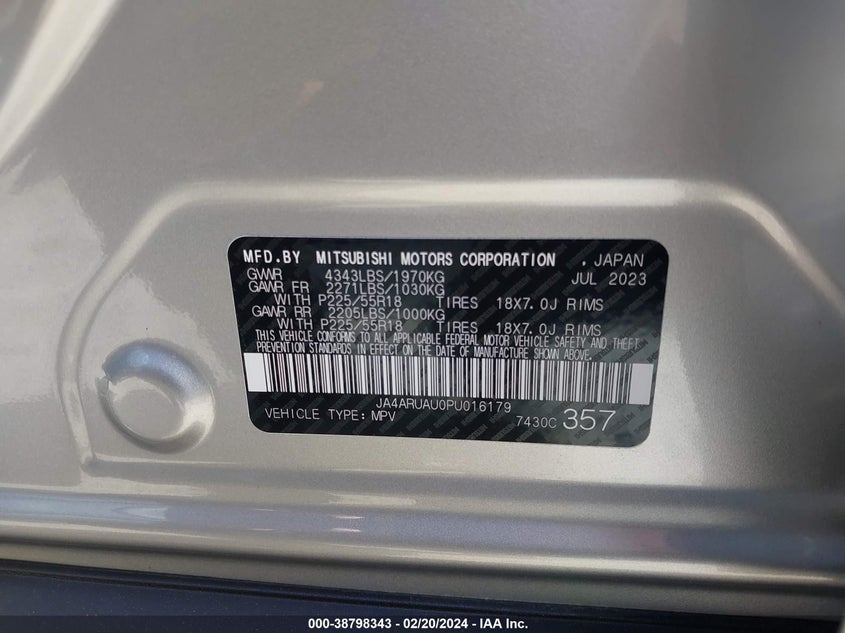 MFD.BY MITSUBISHI MOTORS CORPORATION . JAPAN
GVWR 4343LBS/1970KG JUL 2023
GAWR FR 2271LBS/1030KG
WITH P225/55R18 TIRES 18X7.0J RIMS
GAWR RR 2205LBS/1000KG
WITH P225/55R18 TIRES 18X7.0J RIMS
THIS VEHICLE CONFORMS TO ALL APPLICABLE FEDERAL MOTOR VEHICLE SAFETY AND THEFT
PREVENTION STANDARDS IN EFFECT ON THE DATE OF MANUFACTURE SHOWN ABOVE.
JA4ARUAU0PU016179
VEHICLE TYPE:MPV 7430C 357
000-38798343 - 02/20/2024 - IAA Inc.